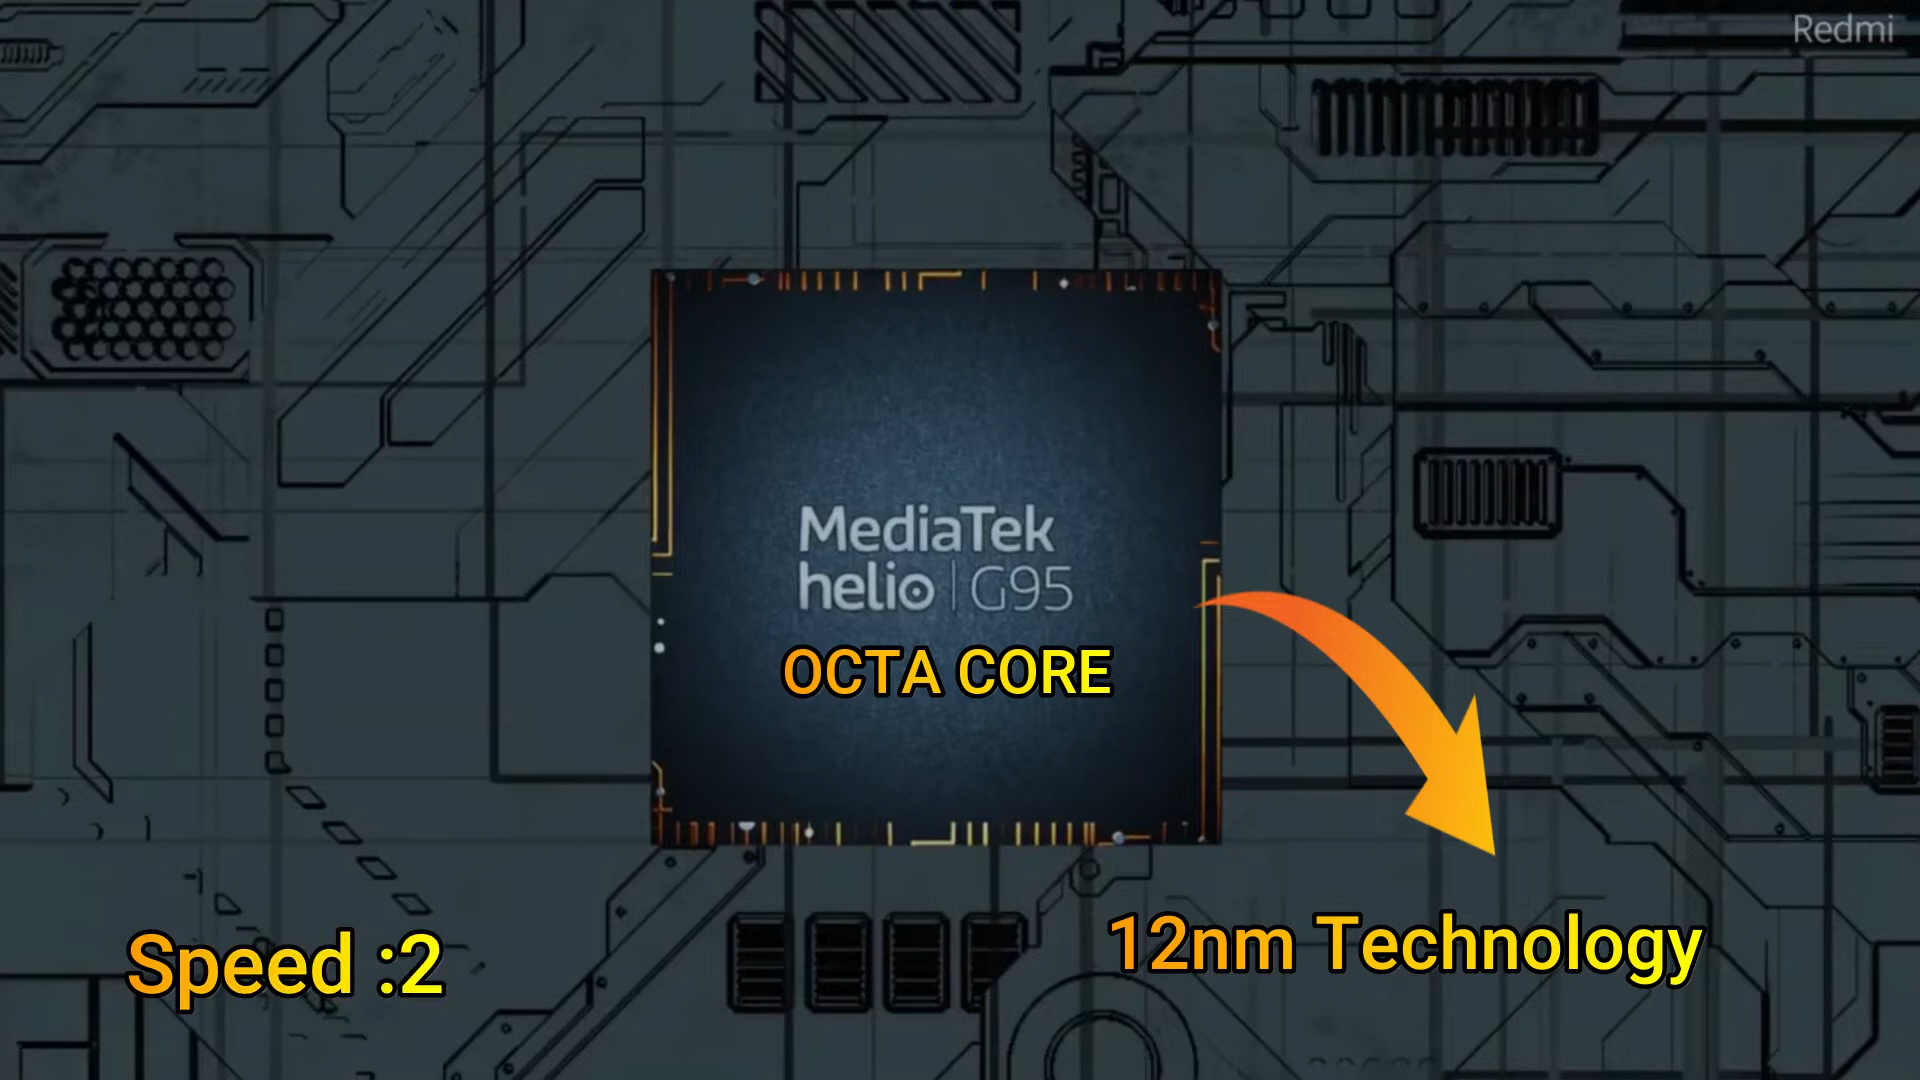 Redmi
MediaTek
helio | G95
OCTA CORE
12nm Technology
Speed :2